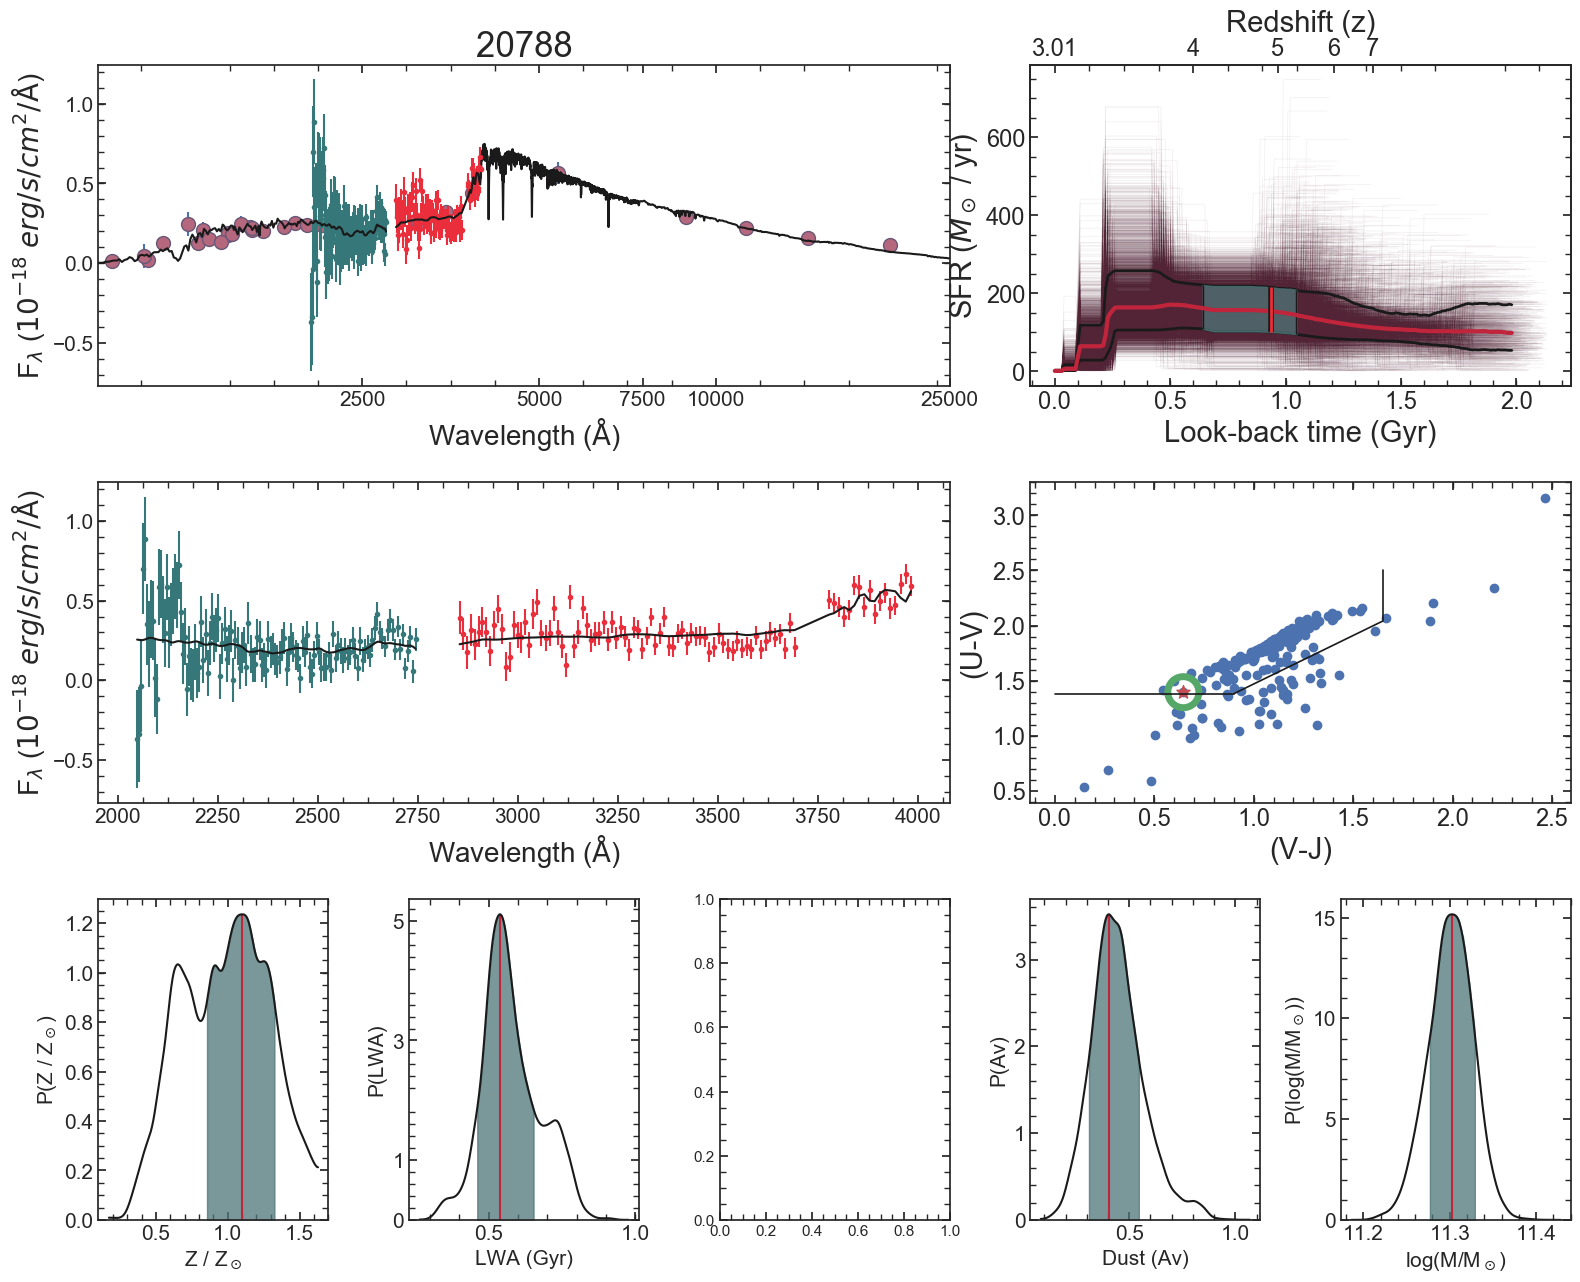 20788
1.0
0.5
0.0
−0.5
F_λ (10^−18 erg/s/cm^2/Å)
2500 5000 7500 10000 25000
Wavelength (Å)
Redshift (z)
3.01 4 5 6 7
600
400
200
0
SFR (M_⊙ / yr)
0.0 0.5 1.0 1.5 2.0
Look-back time (Gyr)
1.0
0.5
0.0
−0.5
F_λ (10^−18 erg/s/cm^2/Å)
2000 2250 2500 2750 3000 3250 3500 3750 4000
Wavelength (Å)
3.0
2.5
2.0
1.5
1.0
0.5
(U-V)
0.0 0.5 1.0 1.5 2.0 2.5
(V-J)
1.2
1.0
0.8
0.6
0.4
0.2
0.0
P(Z / Z_⊙)
0.5 1.0 1.5
Z / Z_⊙
5
3
1
0
P(LWA)
0.5 1.0
LWA (Gyr)
1.0
0.8
0.6
0.4
0.2
0.0
0.0 0.2 0.4 0.6 0.8 1.0
3
2
1
0
P(Av)
0.5 1.0
Dust (Av)
15
10
5
0
P(log(M/M_⊙))
11.2 11.3 11.4
log(M/M_⊙)